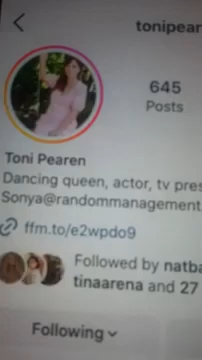 tonipear
645
Posts
Toni Pearen
Dancing queen, actor, tv pres
Sonya@randommanagement
ffm.to/e2wpdo9
Followed by natba
tinaarena and 27
Following